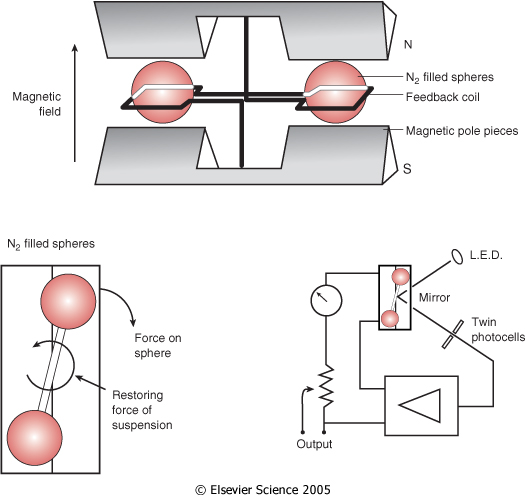 N
N2 filled spheres
Feedback coil
Magnetic
field
Magnetic pole pieces
S
N2 filled spheres
Force on
sphere
Restoring
force of
suspension
L.E.D.
Mirror
Twin
photocells
Output
© Elsevier Science 2005